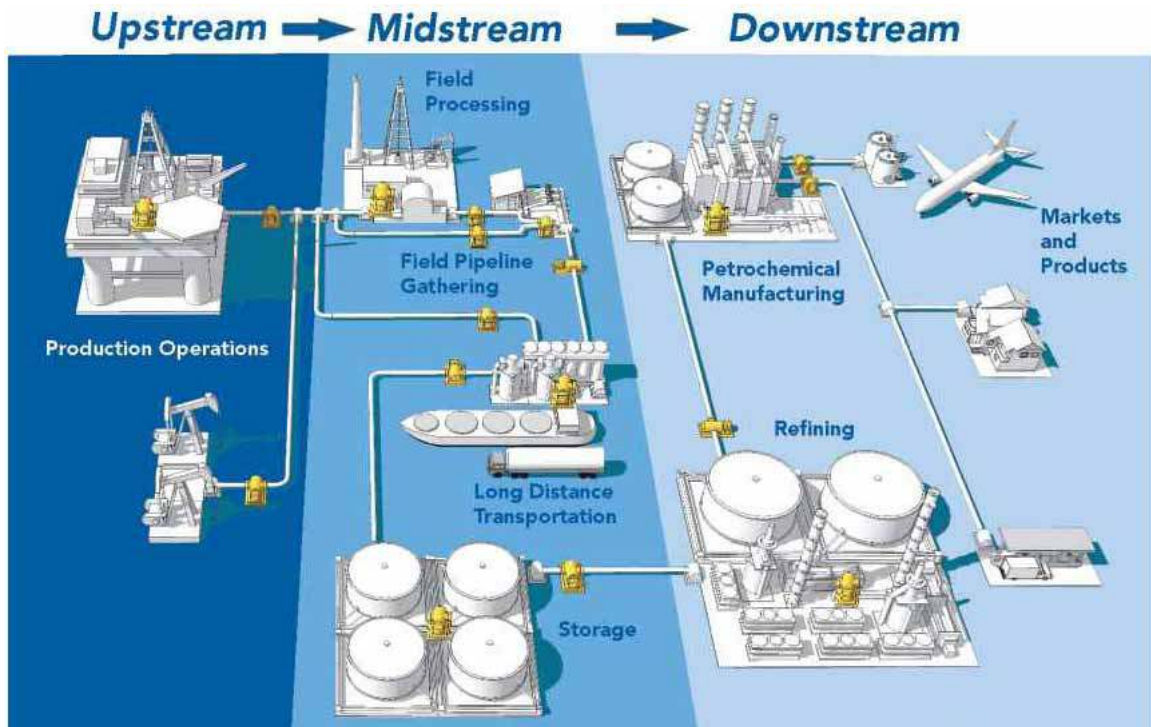 Upstream
Midstream
Downstream
Field
Processing
Field Pipeline
Gathering
Production Operations
Long Distance
Transportation
Storage
Petrochemical
Manufacturing
Markets
and
Products
Refining